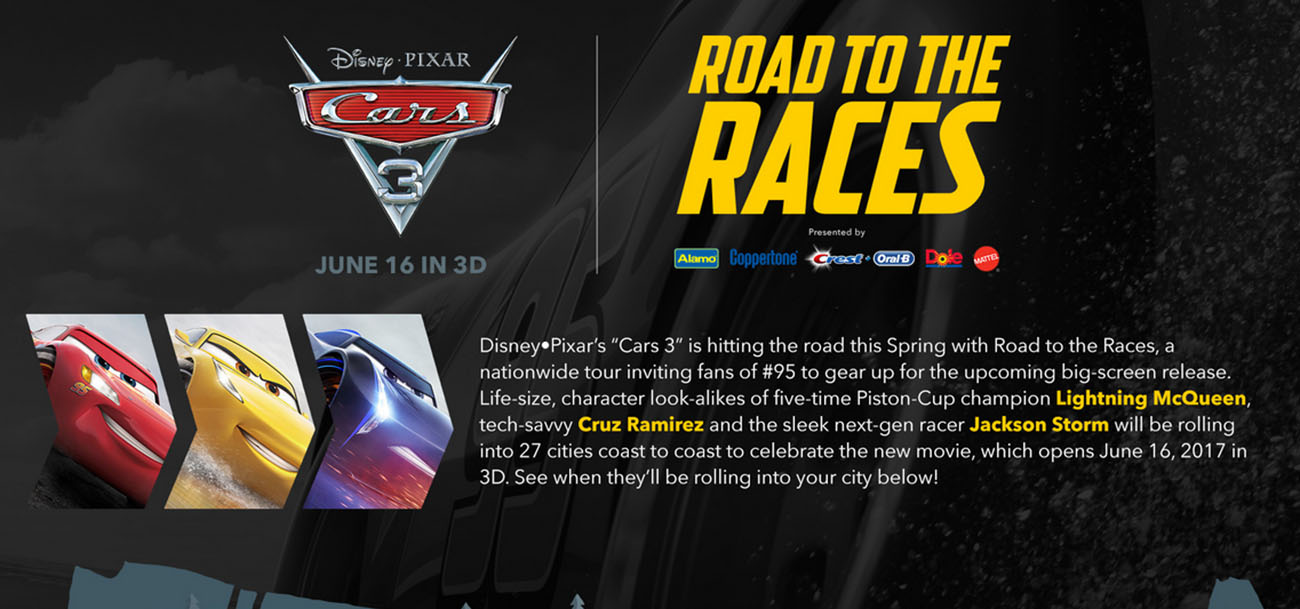 Disney · PIXAR
Cars
3
JUNE 16 IN 3D
ROAD TO THE
RACES
Presented by
Alamo Coppertone Crest + Oral-B Dole MATTEL
95
Disney•Pixar's "Cars 3" is hitting the road this Spring with Road to the Races, a
nationwide tour inviting fans of #95 to gear up for the upcoming big-screen release.
Life-size, character look-alikes of five-time Piston-Cup champion Lightning McQueen,
tech-savvy Cruz Ramirez and the sleek next-gen racer Jackson Storm will be rolling
into 27 cities coast to coast to celebrate the new movie, which opens June 16, 2017 in
3D. See when they'll be rolling into your city below!